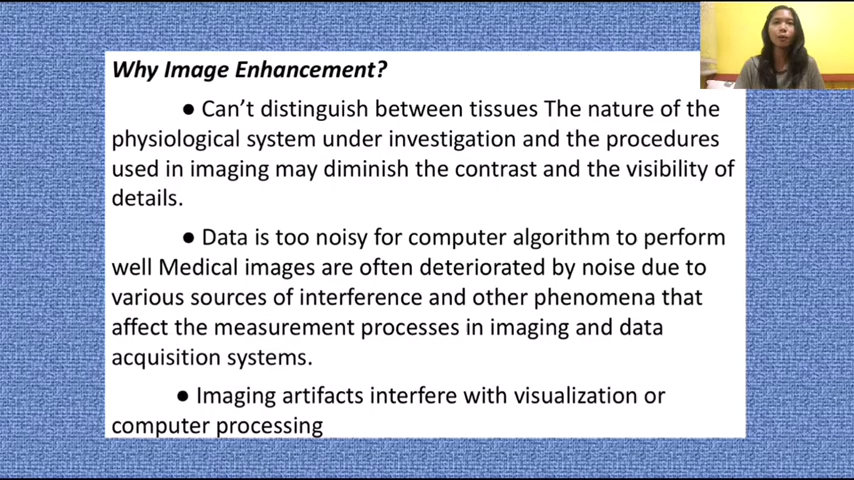 Why Image Enhancement?
● Can’t distinguish between tissues The nature of the
physiological system under investigation and the procedures
used in imaging may diminish the contrast and the visibility of
details.
● Data is too noisy for computer algorithm to perform
well Medical images are often deteriorated by noise due to
various sources of interference and other phenomena that
affect the measurement processes in imaging and data
acquisition systems.
● Imaging artifacts interfere with visualization or
computer processing